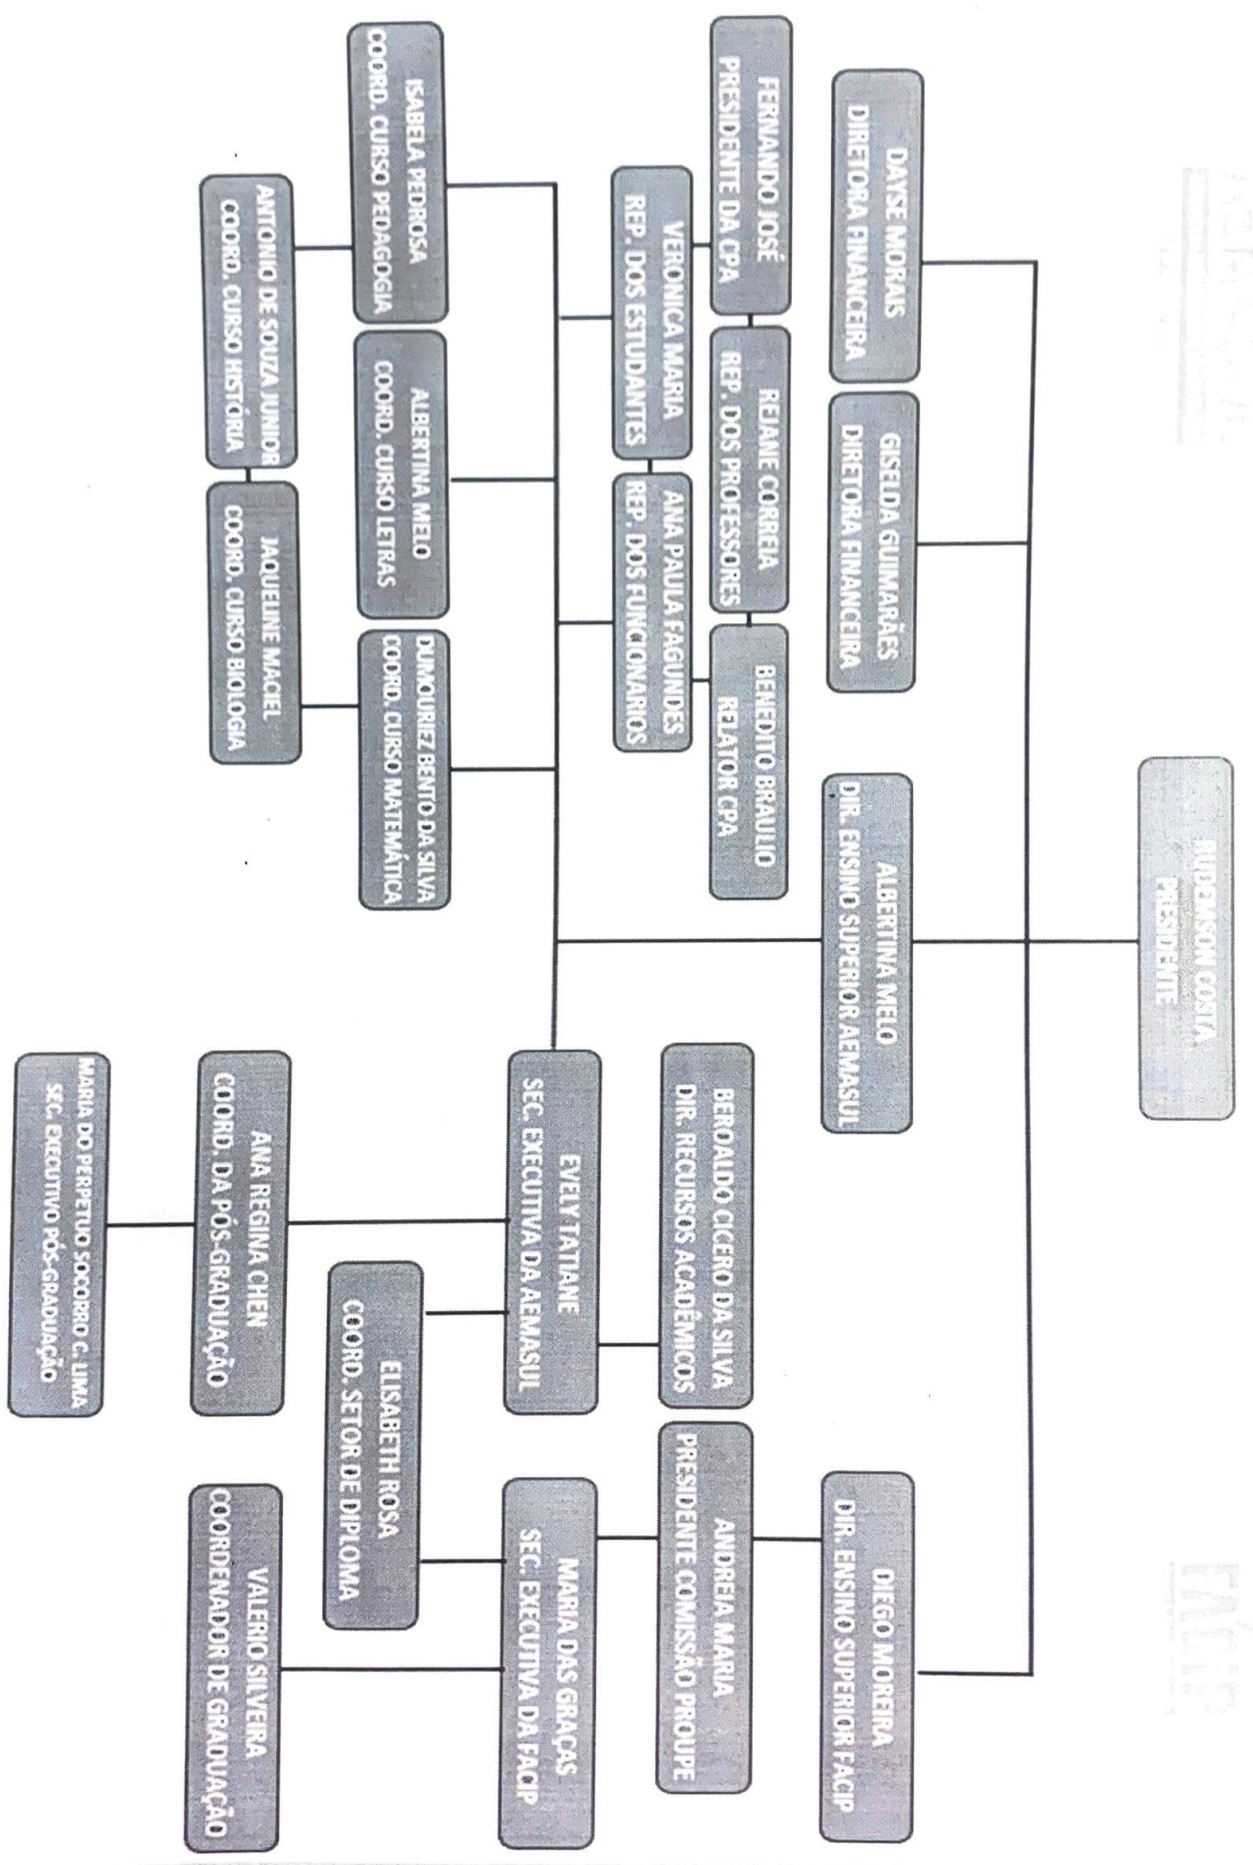 RUDEMSON COSTA
PRESIDENTE
DAYSE MORAIS
DIRETORA FINANCEIRA
GISELDA GUIMARÃES
DIRETORA FINANCEIRA
ALBERTINA MELO
DIR. ENSINO SUPERIOR AEMASUL
DIEGO MOREIRA
DIR. ENSINO SUPERIOR FACIP
FERNANDO JOSÉ
PRESIDENTE DA CPA
REJANE CORREIA
REP. DOS PROFESSORES
BENEDITO BRAULIO
RELATOR CPA
BEROALDO CICERO DA SILVA
DIR. RECURSOS ACADÊMICOS
ANDREIA MARIA
PRESIDENTE COMISSÃO PROUPE
VERONICA MARIA
REP. DOS ESTUDANTES
ANA PAULA FAGUNDES
REP. DOS FUNCIONARIOS
EVELY TATIANE
SEC. EXECUTIVA DA AEMASUL
MARIA DAS GRAÇAS
SEC. EXECUTIVA DA FACIP
ISABELA PEDROSA
COORD. CURSO PEDAGOGIA
ALBERTINA MELO
COORD. CURSO LETRAS
DUMOURIEZ BENTO DA SILVA
COORD. CURSO MATEMÁTICA
ELISABETH ROSA
COORD. SETOR DE DIPLOMA
ANTONIO DE SOUZA JUNIOR
COORD. CURSO HISTÓRIA
JAQUELINE MACIEL
COORD. CURSO BIOLOGIA
ANA REGINA CHEN
COORD. DA PÓS-GRADUAÇÃO
VALERIO SILVEIRA
COORDENADOR DE GRADUAÇÃO
MARIA DO PERPETUO SOCORRO C. LIMA
SEC. EXECUTIVO PÓS-GRADUAÇÃO